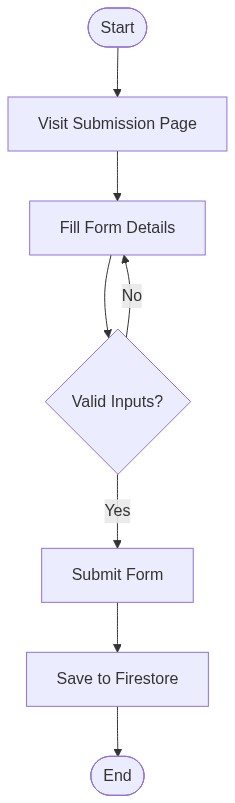 Start
Visit Submission Page
Fill Form Details
No
Valid Inputs?
Yes
Submit Form
Save to Firestore
End